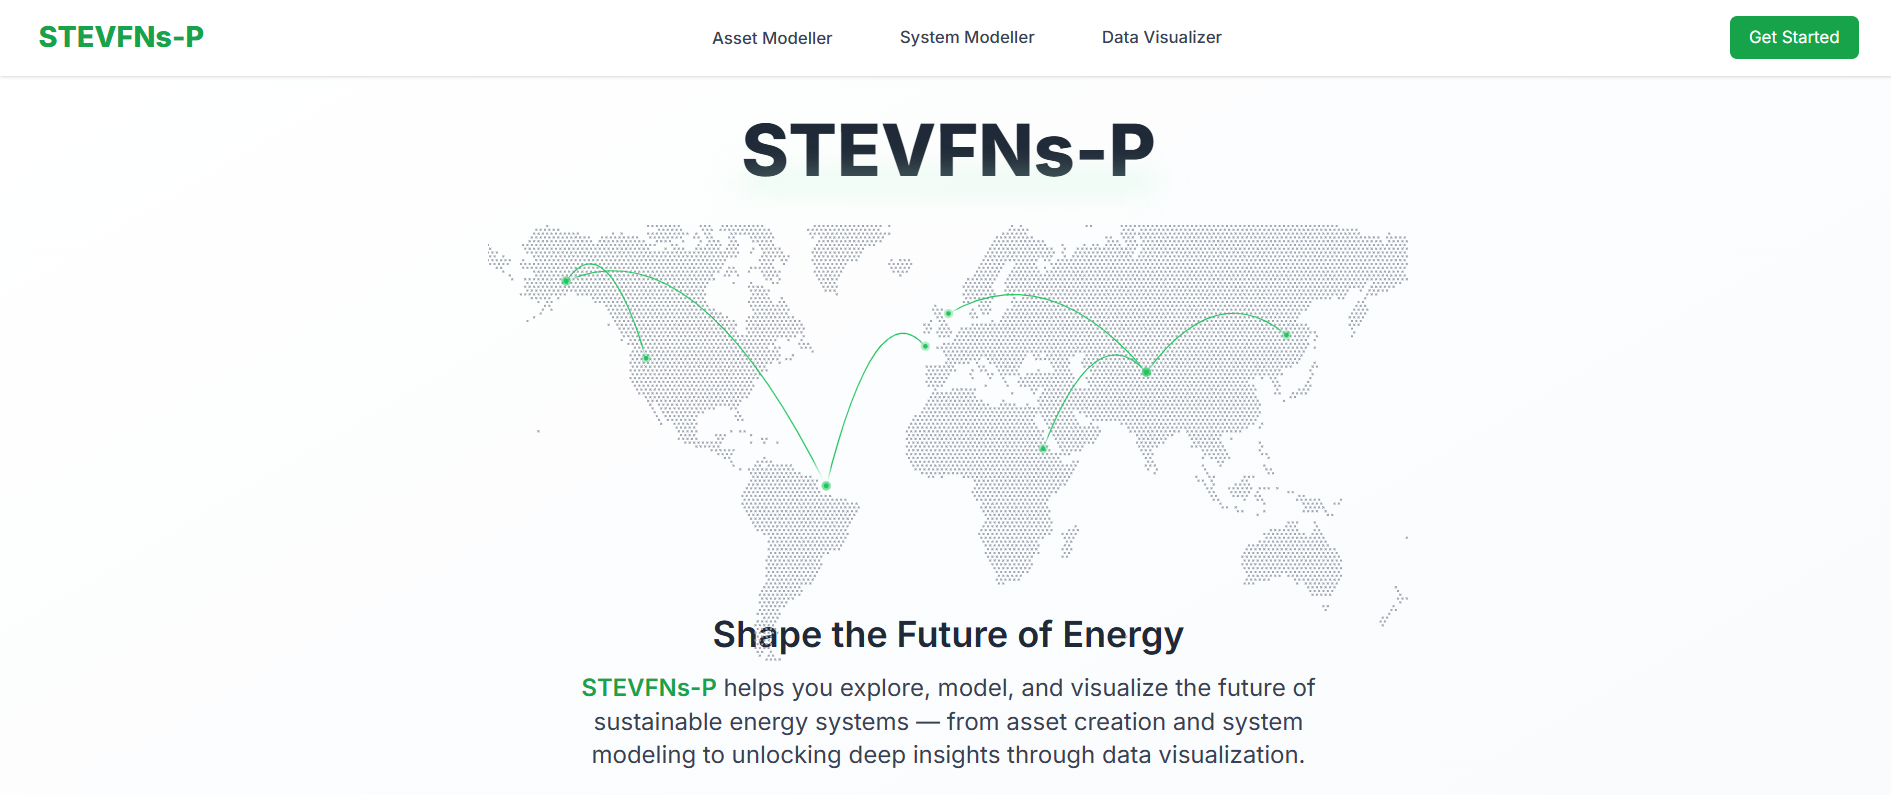 STEVFNs-P
Asset Modeller
System Modeller
Data Visualizer
Get Started
STEVFNs-P
Shape the Future of Energy
STEVFNs-P helps you explore, model, and visualize the future of
sustainable energy systems — from asset creation and system
modeling to unlocking deep insights through data visualization.